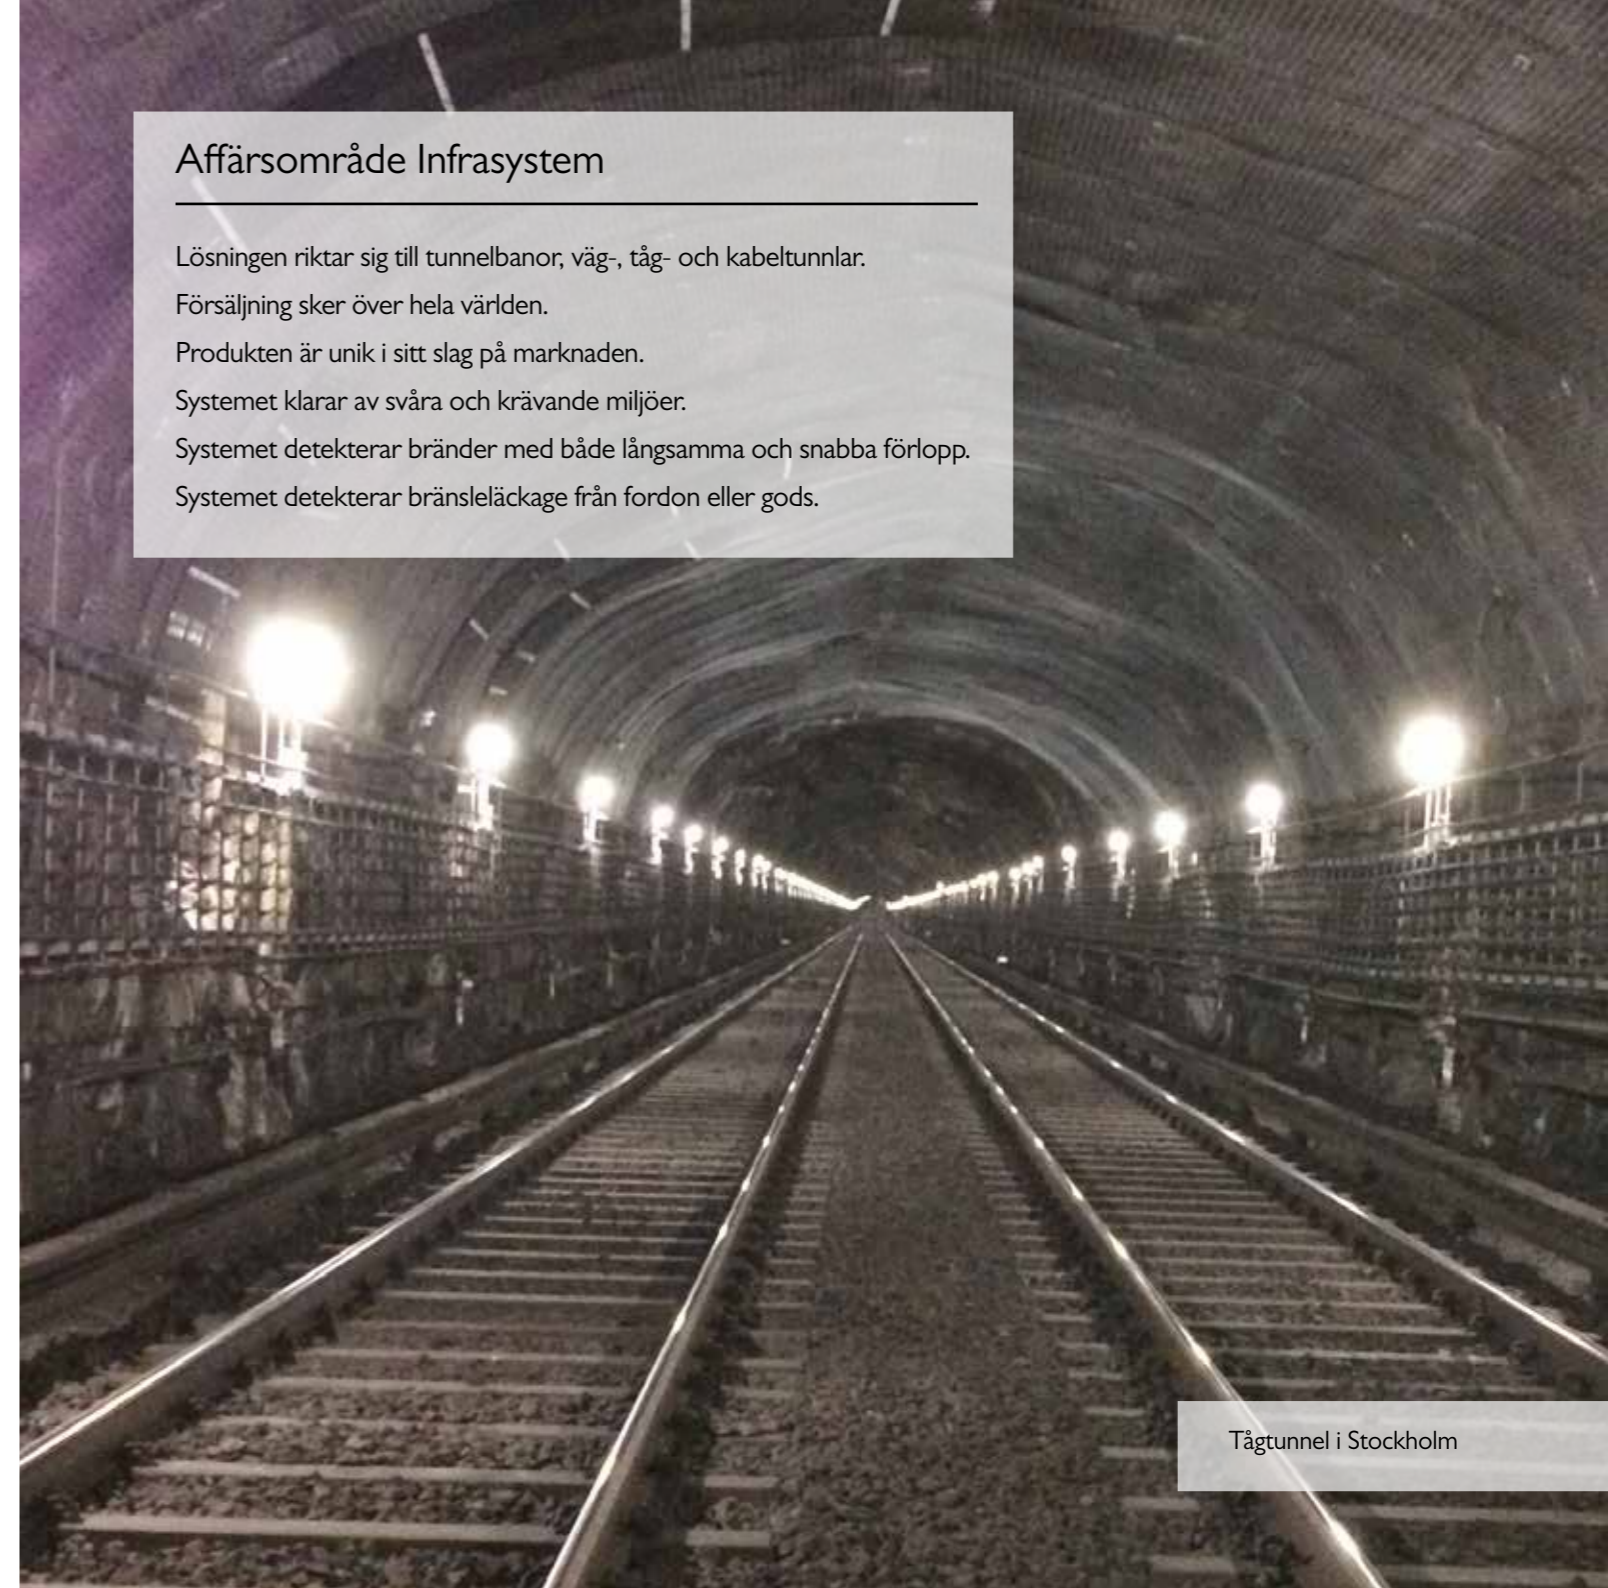 Affärsområde Infrasystem
Lösningen riktar sig till tunnelbanor, väg-, tåg- och kabeltunnlar.
Försäljning sker över hela världen.
Produkten är unik i sitt slag på marknaden.
Systemet klarar av svåra och krävande miljöer.
Systemet detekterar bränder med både långsamma och snabba förlopp.
Systemet detekterar bränsleläckage från fordon eller gods.
Tågtunnel i Stockholm